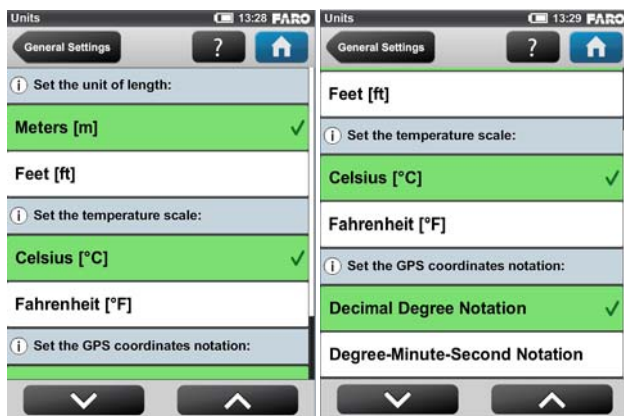 Units 13:28 FARO
General Settings ?
i Set the unit of length:
Meters [m]
Feet [ft]
i Set the temperature scale:
Celsius [°C]
Fahrenheit [°F]
i Set the GPS coordinates notation:
Units 13:29 FARO
General Settings ?
Feet [ft]
i Set the temperature scale:
Celsius [°C]
Fahrenheit [°F]
i Set the GPS coordinates notation:
Decimal Degree Notation
Degree-Minute-Second Notation